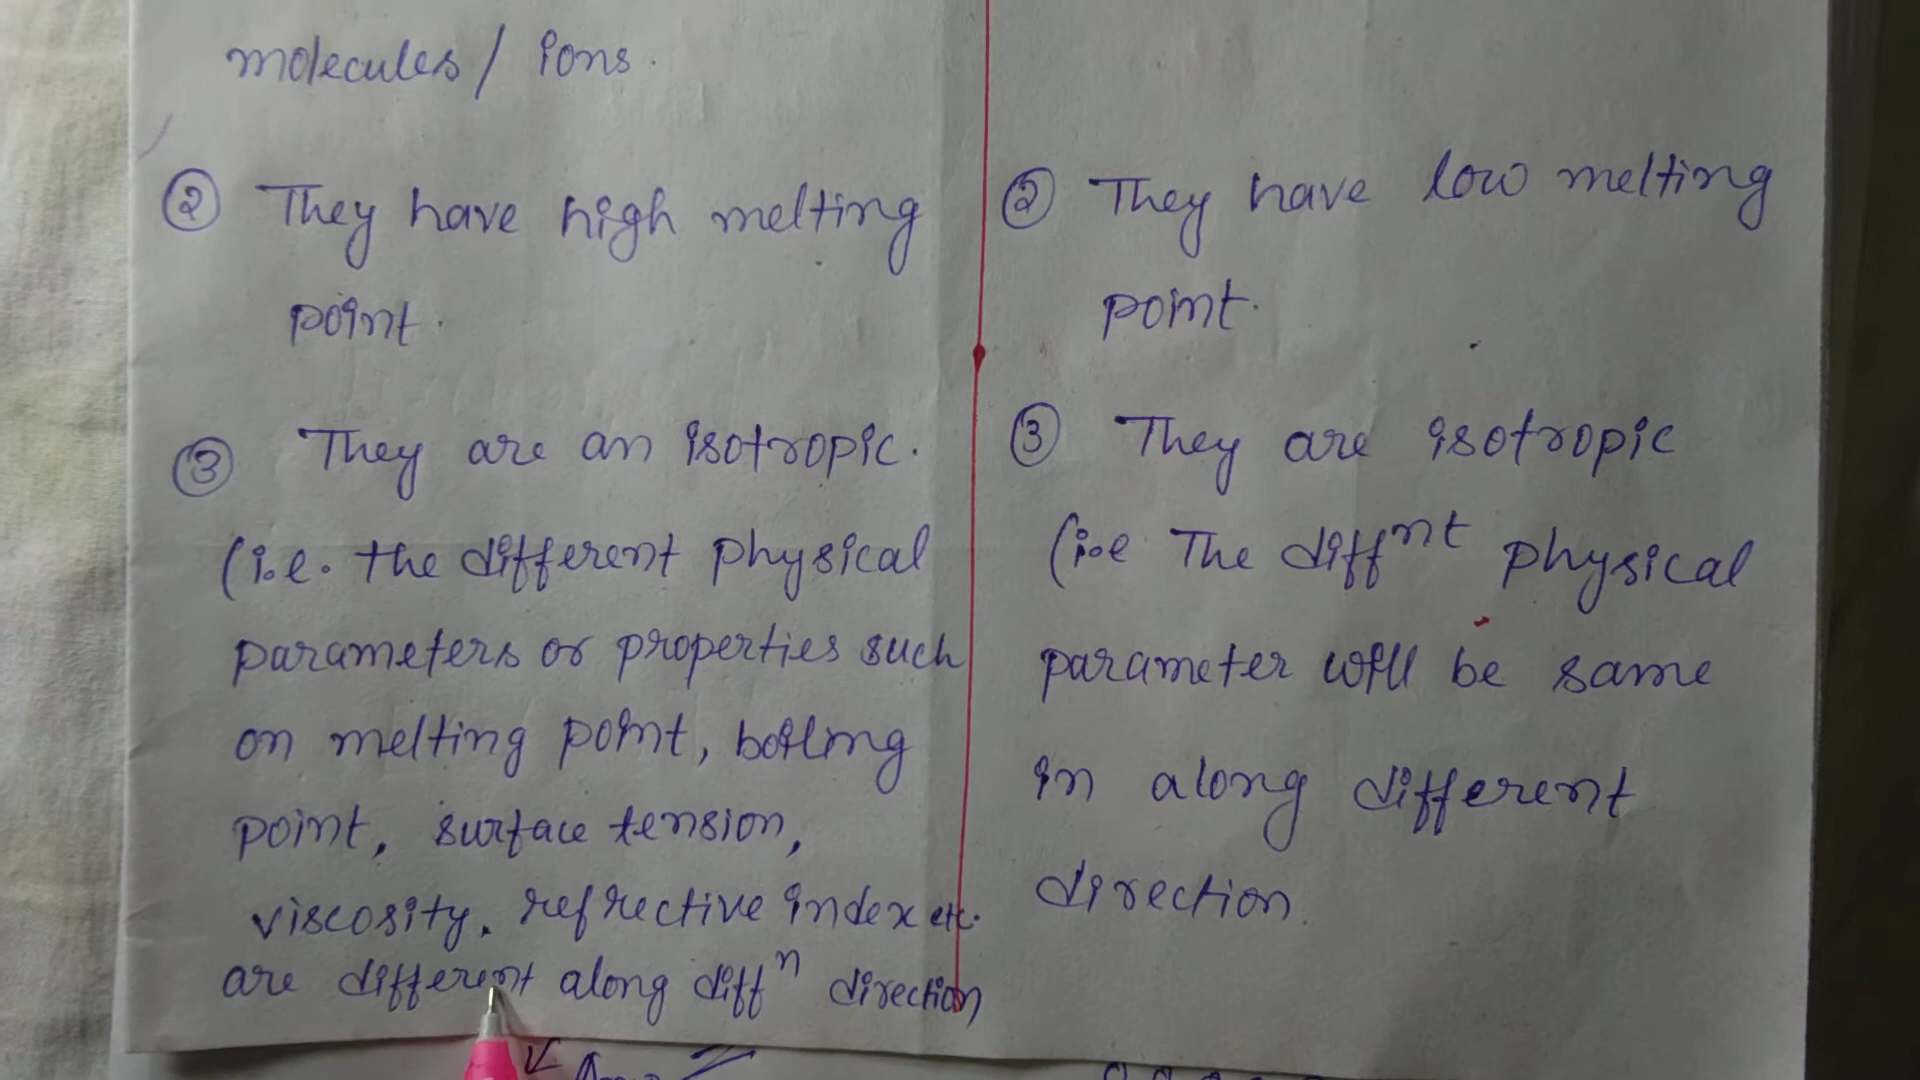 molecules/ ions.
② They have high melting
point.
③ They are an isotropic.
(i.e. the different physical
parameters or properties such
on melting point, boiling
point, surface tension,
viscosity, refrective index etc.
are different along diffⁿ direction
② They have low melting
point.
③ They are isotropic
(i.e The diffⁿᵗ physical
parameter will be same
in along different
direction.